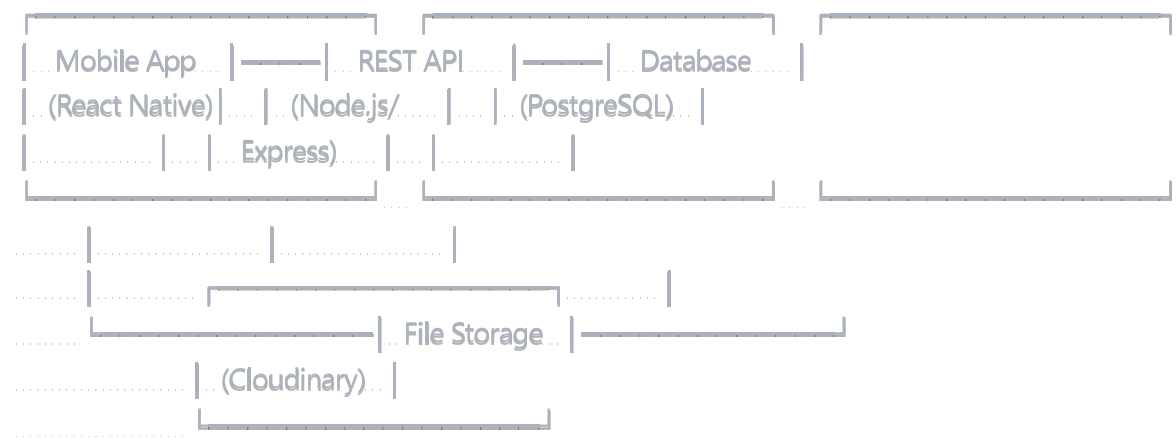 Mobile App REST API Database
(React Native) (Node.js/ (PostgreSQL)
Express)
File Storage
(Cloudinary)